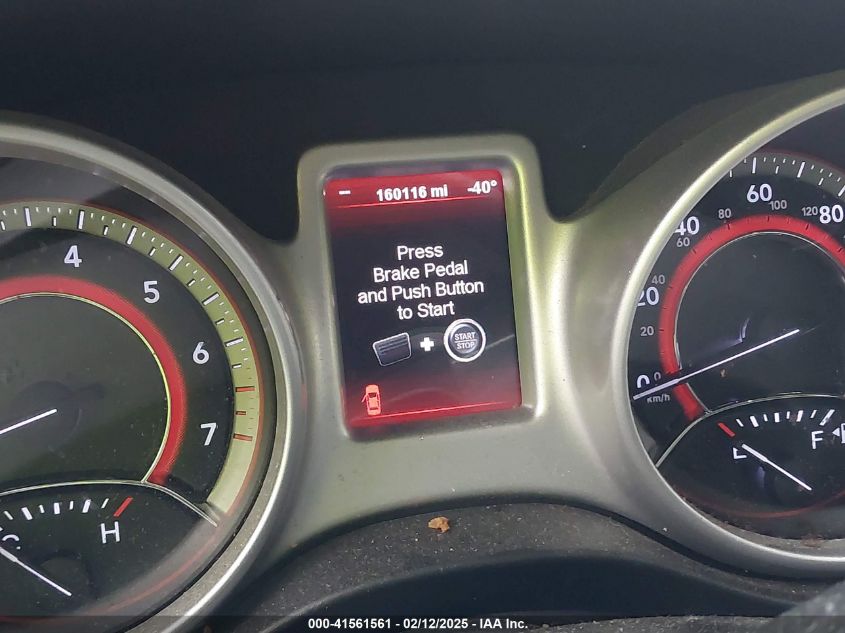 – 160116 mi -40°
Press
Brake Pedal
and Push Button
to Start
START
STOP
4
5
6
7
H
C
0
20
40
60
80
0
20
40
60
80
100
120
Km/h
F
000-41561561 - 02/12/2025 - IAA Inc.